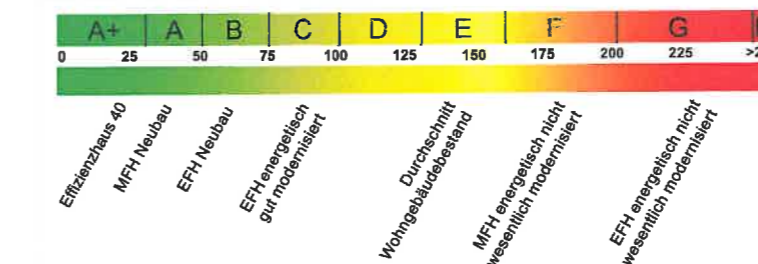 A+ A B C D E F G
0 25 50 75 100 125 150 175 200 225
Effizienzhaus 40
MFH Neubau
EFH Neubau
EFH energetisch
gut modernisiert
Durchschnitt
Wohngebäudebestand
MFH energetisch nicht
wesentlich modernisiert
EFH energetisch nicht
wesentlich modernisiert